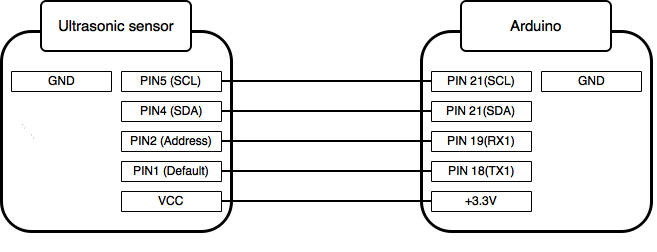 Ultrasonic sensor
Arduino
GND
PIN5 (SCL)
PIN 21(SCL)
GND
PIN4 (SDA)
PIN 21(SDA)
PIN2 (Address)
PIN 19(RX1)
PIN1 (Default)
PIN 18(TX1)
VCC
+3.3V